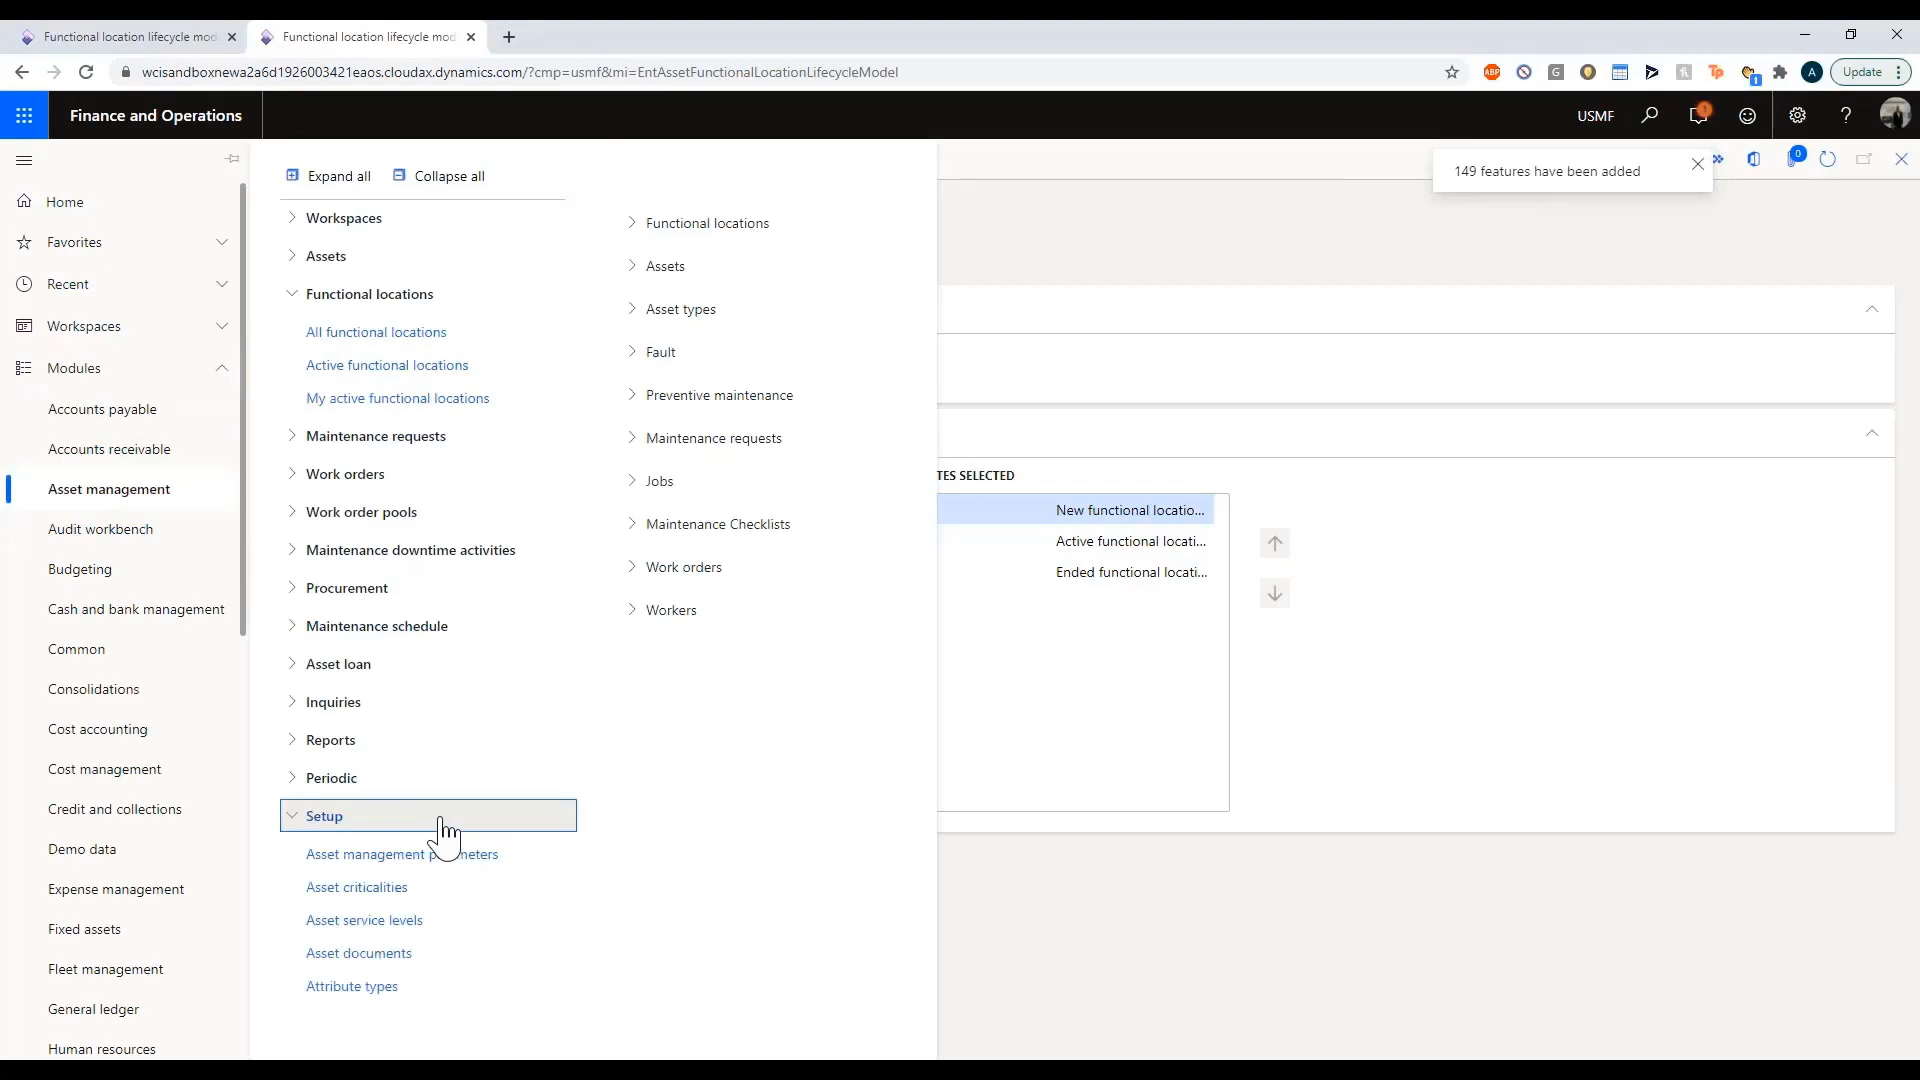 Functional location lifecycle mod
Functional location lifecycle mod
wcisandboxnewa2a6d1926003421eaos.cloudax.dynamics.com/?cmp=usmf&mi=EntAssetFunctionalLocationLifecycleModel
ABP
G
Tp
1
A
Update
Finance and Operations
USMF
1
?
Expand all
Collapse all
149 features have been added
0
Home
Favorites
Recent
Workspaces
Modules
Accounts payable
Accounts receivable
Asset management
Audit workbench
Budgeting
Cash and bank management
Common
Consolidations
Cost accounting
Cost management
Credit and collections
Demo data
Expense management
Fixed assets
Fleet management
General ledger
Human resources
Workspaces
Assets
Functional locations
All functional locations
Active functional locations
My active functional locations
Maintenance requests
Work orders
Work order pools
Maintenance downtime activities
Procurement
Maintenance schedule
Asset loan
Inquiries
Reports
Periodic
Setup
Asset management p meters
Asset criticalities
Asset service levels
Asset documents
Attribute types
Functional locations
Assets
Asset types
Fault
Preventive maintenance
Maintenance requests
Jobs
Maintenance Checklists
Work orders
Workers
TES SELECTED
New functional locatio...
Active functional locati...
Ended functional locati...